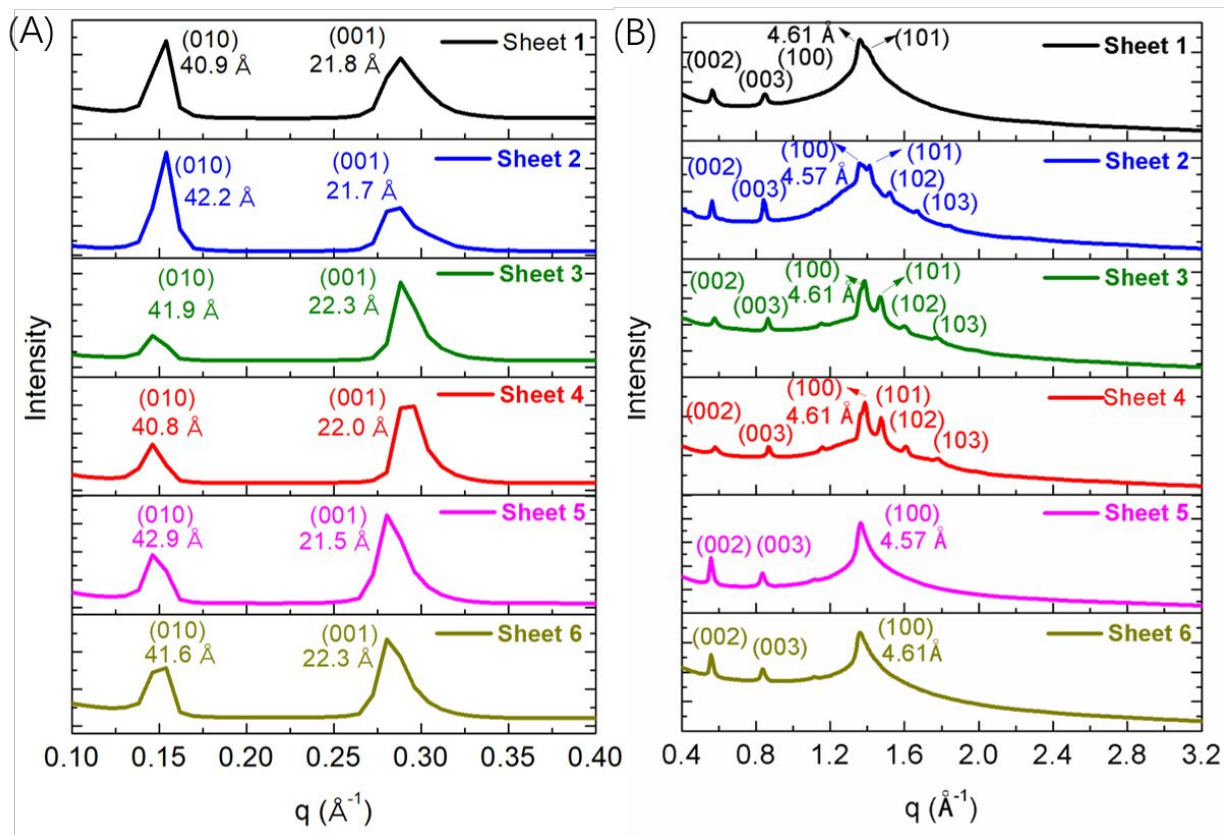 (A)
(010)
40.9 Å
(001)
21.8 Å
Sheet 1
(010)
42.2 Å
(001)
21.7 Å
Sheet 2
(010)
41.9 Å
(001)
22.3 Å
Sheet 3
(010)
40.8 Å
(001)
22.0 Å
Sheet 4
(010)
42.9 Å
(001)
21.5 Å
Sheet 5
(010)
41.6 Å
(001)
22.3 Å
Sheet 6
Intensity
0.10 0.15 0.20 0.25 0.30 0.35 0.40
q (Å-1)
(B)
(002)
(003)
4.61 Å
(100)
(101)
Sheet 1
(002)
(003)
(100)
4.57 Å
(101)
(102)
(103)
Sheet 2
(002)
(003)
(100)
4.61 Å
(101)
(102)
(103)
Sheet 3
(002)
(003)
(100)
4.61 Å
(101)
(102)
(103)
Sheet 4
(002)
(003)
(100)
4.57 Å
Sheet 5
(002)
(003)
(100)
4.61Å
Sheet 6
Intensity
0.4 0.8 1.2 1.6 2.0 2.4 2.8 3.2
q (Å-1)